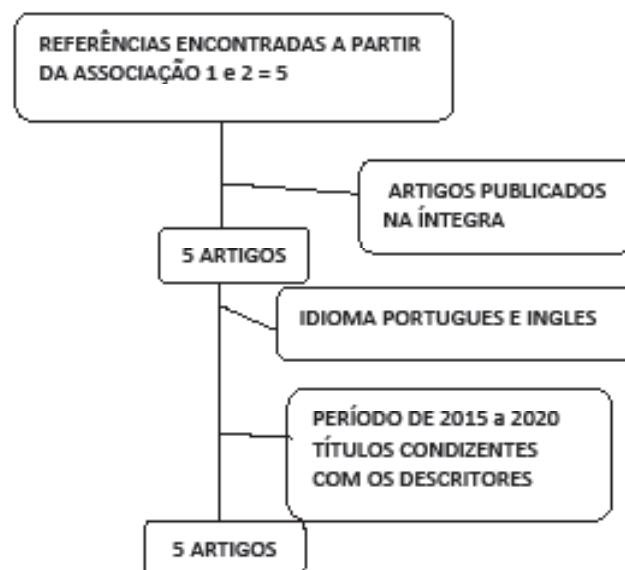 REFERÊNCIAS ENCONTRADAS A PARTIR
DA ASSOCIAÇÃO 1 e 2 = 5
ARTIGOS PUBLICADOS
NA ÍNTEGRA
5 ARTIGOS
IDIOMA PORTUGUES E INGLES
PERÍODO DE 2015 a 2020
TÍTULOS CONDIZENTES
COM OS DESCRITORES
5 ARTIGOS